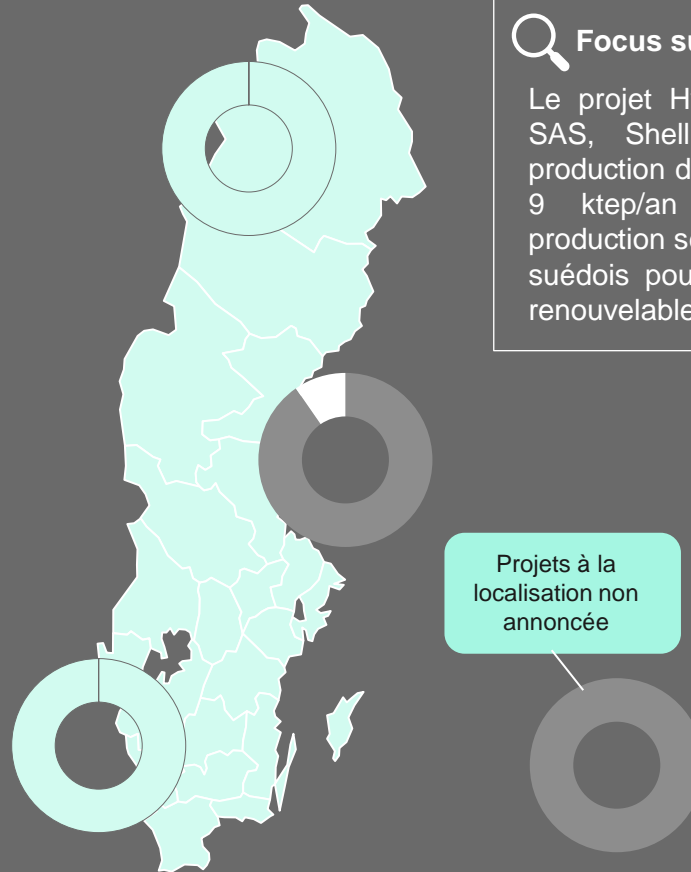 Focus su
Le projet H
SAS, Shell
production d
9 ktep/an
production se
suédois pou
renouvelable
Projets à la
localisation non
annoncée